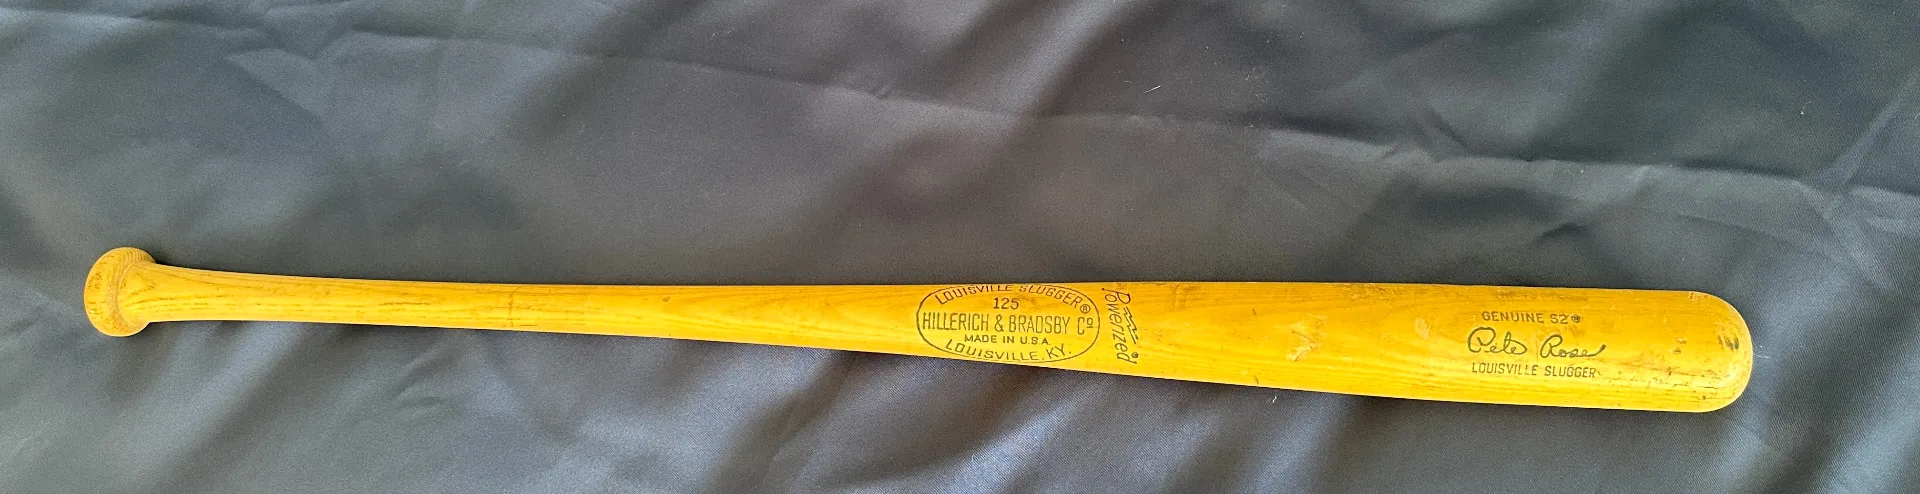 LOUISVILLE SLUGGER®
125
HILLERICH & BRADSBY Cº
MADE IN U.S.A.
LOUISVILLE, KY.
Powerized
GENUINE S2
Pete Rose
LOUISVILLE SLUGGER